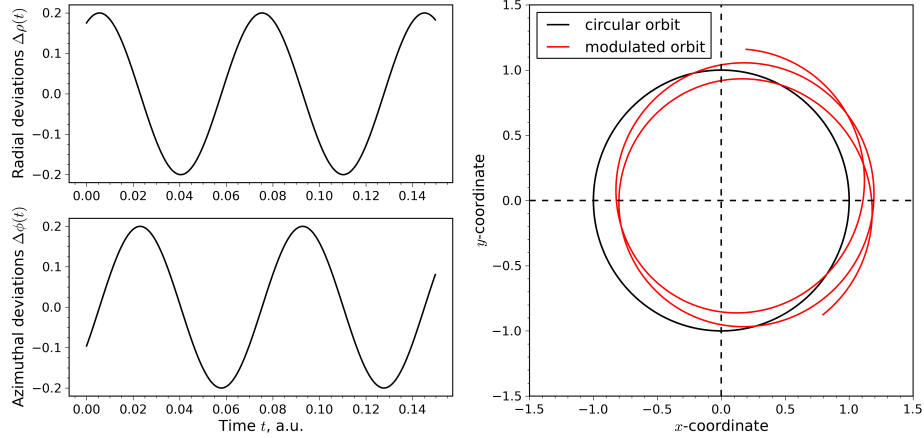 Radial deviations Δρ(t)
0.2
0.1
0.0
−0.1
−0.2
0.00 0.02 0.04 0.06 0.08 0.10 0.12 0.14
Azimuthal deviations Δϕ(t)
0.2
0.1
0.0
−0.1
−0.2
0.00 0.02 0.04 0.06 0.08 0.10 0.12 0.14
Time t, a.u.
circular orbit
modulated orbit
y-coordinate
1.5
1.0
0.5
0.0
−0.5
−1.0
−1.5
−1.5 −1.0 −0.5 0.0 0.5 1.0 1.5
x-coordinate